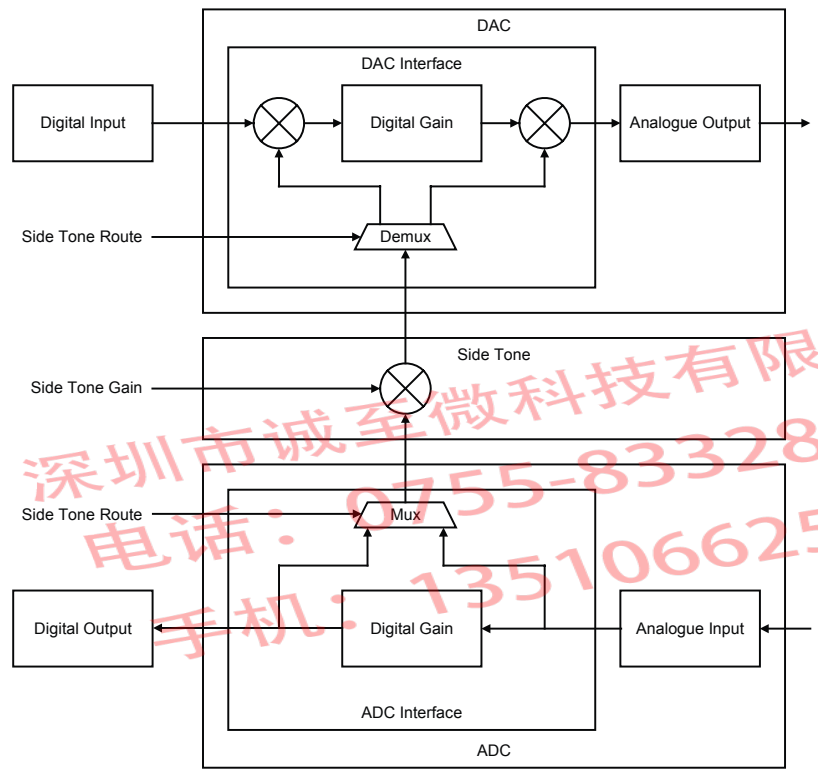 DAC
DAC Interface
Digital Input
Digital Gain
Analogue Output
Side Tone Route
Demux
Side Tone
Side Tone Gain
深圳市诚至微科技有限
电话：0755-83328
Side Tone Route
Mux
手机：135106625
Digital Output
Digital Gain
Analogue Input
ADC Interface
ADC